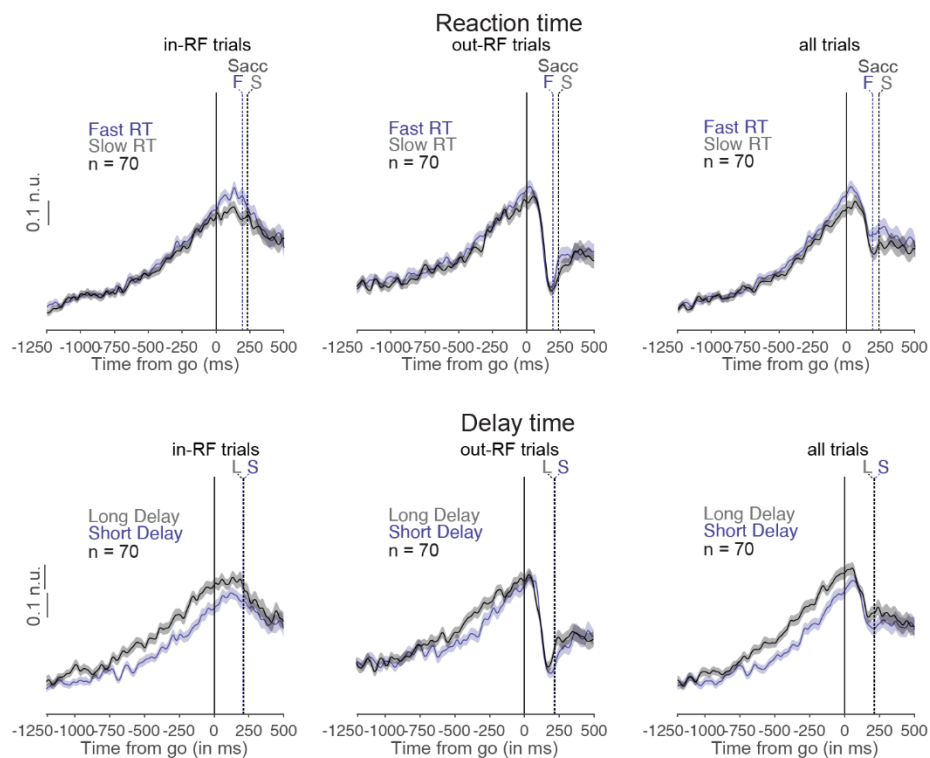 Reaction time
in-RF trials
out-RF trials
all trials
Sacc
F S
Sacc
F S
Sacc
F S
Fast RT
Slow RT
n = 70
Fast RT
Slow RT
n = 70
Fast RT
Slow RT
n = 70
0.1 n.u.
-1250 -1000 -750 -500 -250 0 250 500
-1250 -1000 -750 -500 -250 0 250 500
-1250 -1000 -750 -500 -250 0 250 500
Time from go (ms)
Time from go (ms)
Time from go (ms)
Delay time
in-RF trials
out-RF trials
all trials
L S
L S
L S
Long Delay
Short Delay
n = 70
Long Delay
Short Delay
n = 70
Long Delay
Short Delay
n = 70
0.1 n.u.
-1250 -1000 -750 -500 -250 0 250 500
-1250 -1000 -750 -500 -250 0 250 500
-1250 -1000 -750 -500 -250 0 250 500
Time from go (in ms)
Time from go (in ms)
Time from go (in ms)